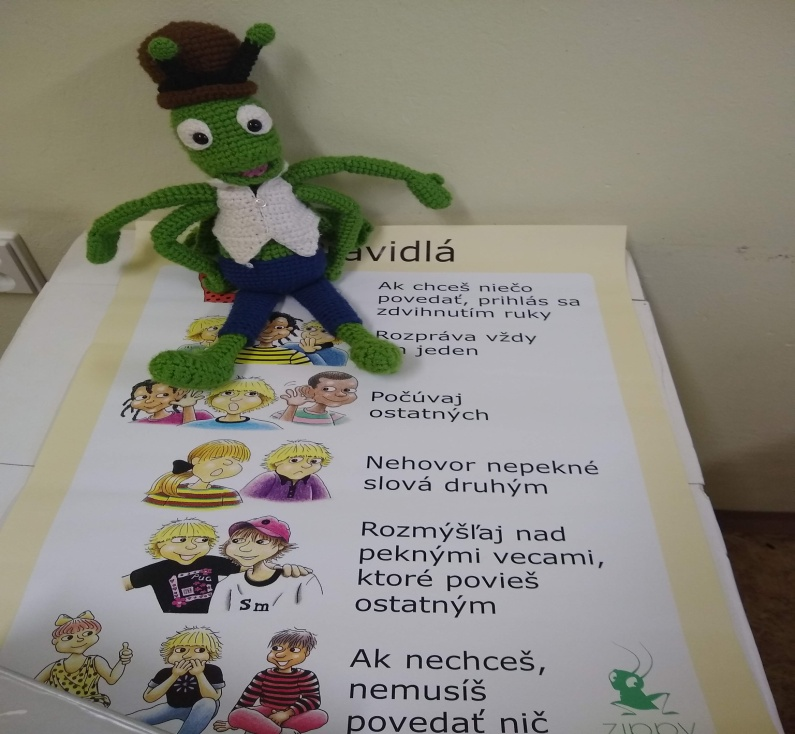 avidlá
Ak chceš niečo
povedať, prihlás sa
zdvihnutím ruky
Rozpráva vždy
jeden
Počúvaj
ostatných
Nehovor nepekné
slová druhým
Rozmýšľaj nad
peknými vecami,
ktoré povieš
ostatným
Sm
Ak nechceš,
nemusíš
povedať nič
zippy